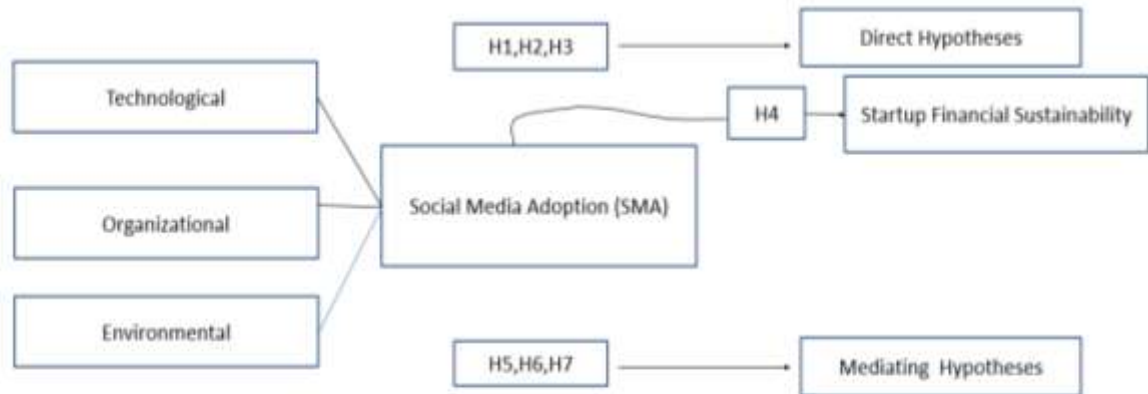 H1,H2,H3
Direct Hypotheses
Technological
H4
Startup Financial Sustainability
Social Media Adoption (SMA)
Organizational
Environmental
H5,H6,H7
Mediating Hypotheses